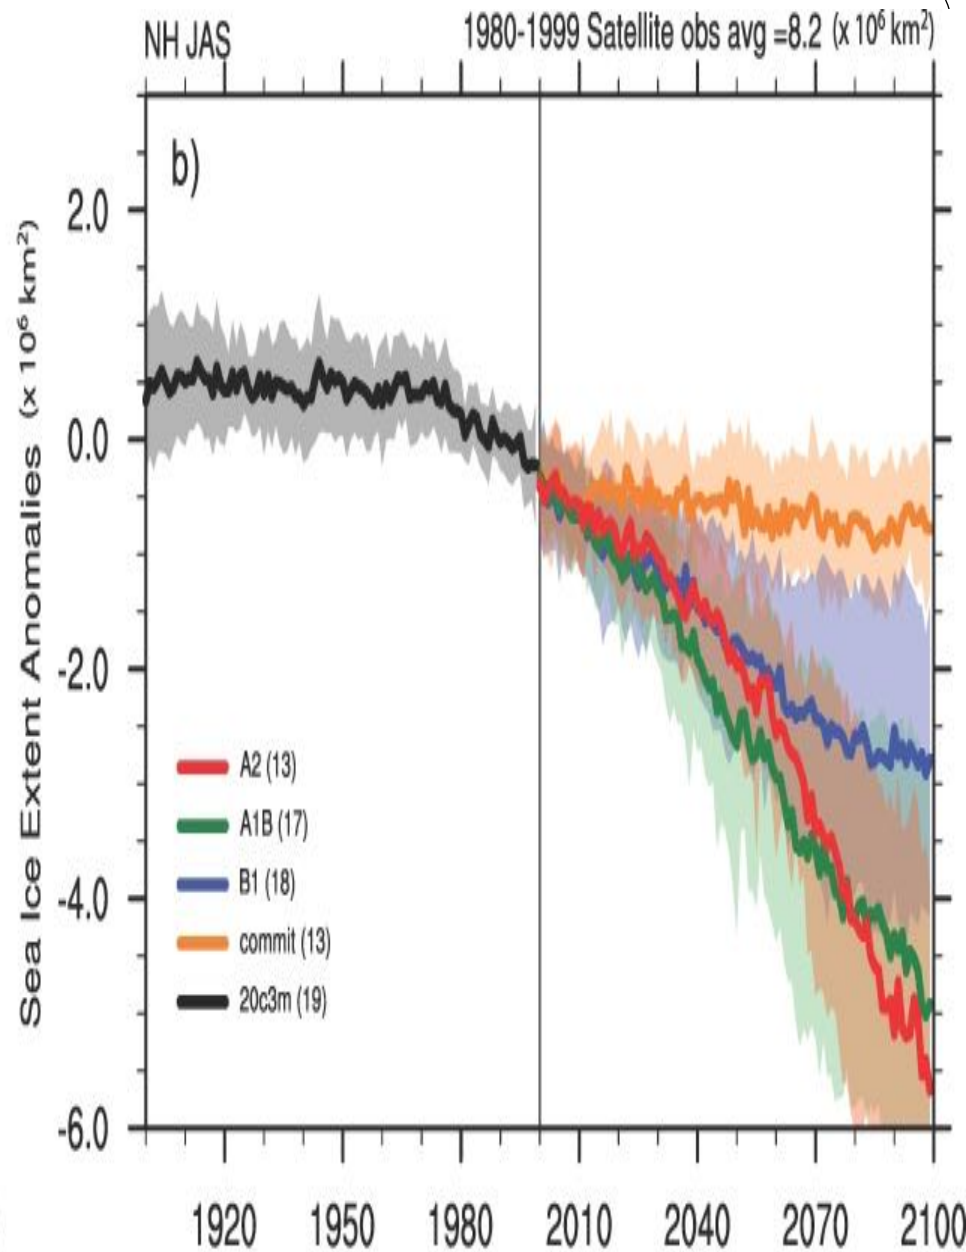 NH JAS 1980-1999 Satellite obs avg =8.2 (x 10⁶ km²)
b)
Sea Ice Extent Anomalies (x 10⁶ km²)
2.0
0.0
-2.0
-4.0
-6.0
A2 (13)
A1B (17)
B1 (18)
commit (13)
20c3m (19)
1920 1950 1980 2010 2040 2070 2100